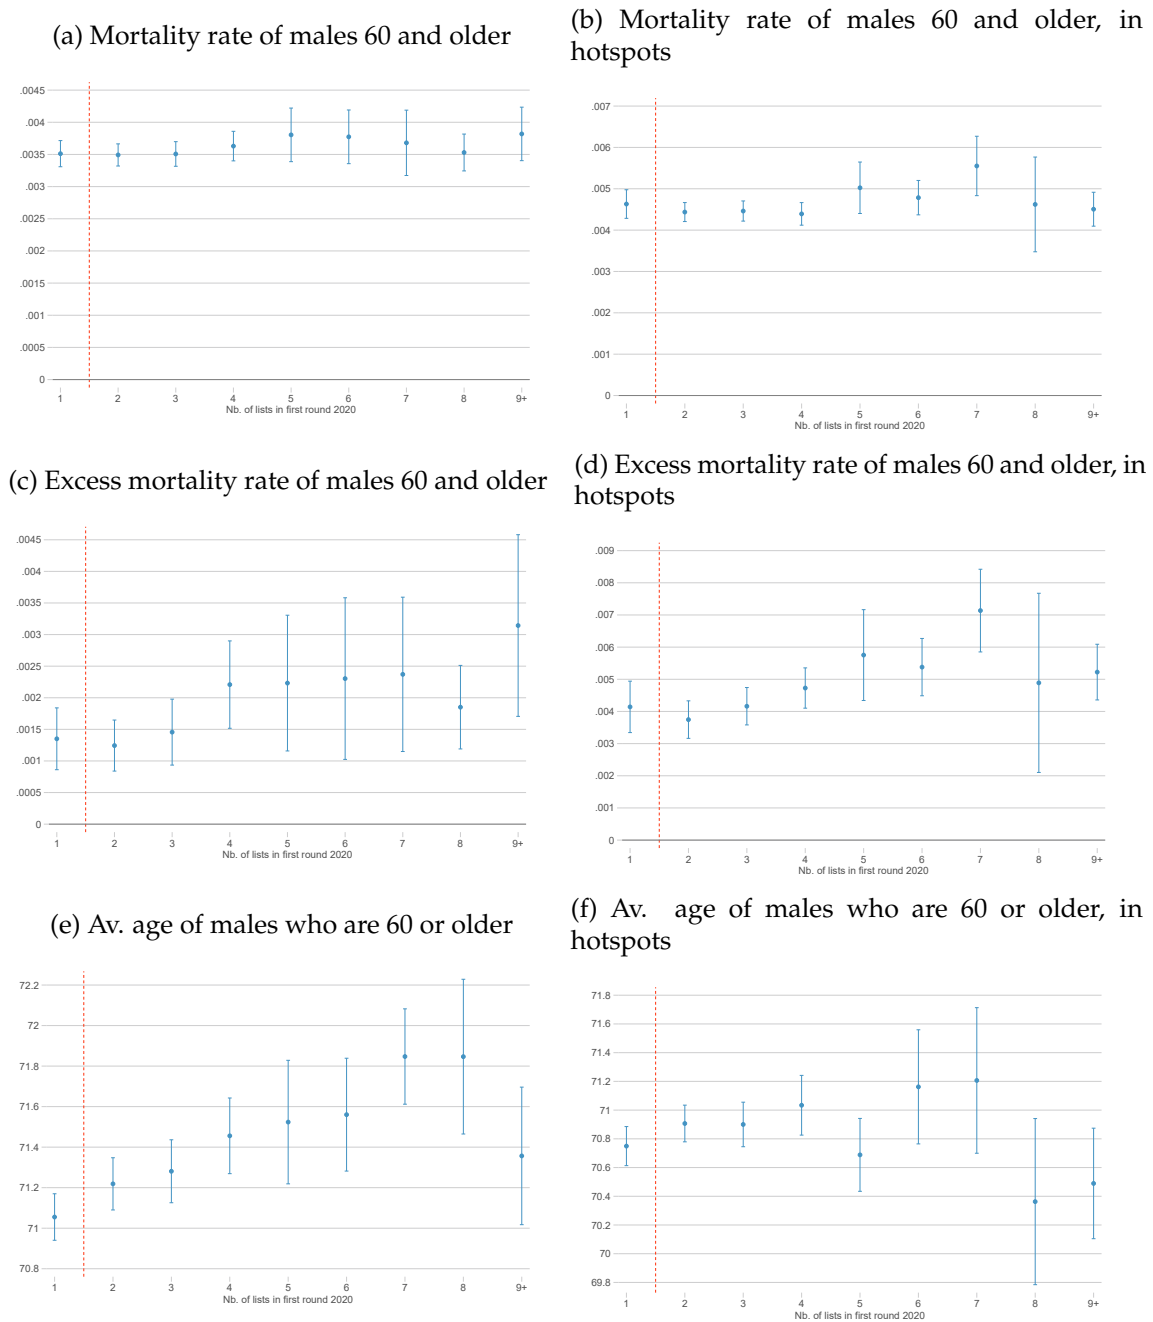 (a) Mortality rate of males 60 and older
.0045
.004
.0035
.003
.0025
.002
.0015
.001
.0005
0
1 2 3 4 5 6 7 8 9+
Nb. of lists in first round 2020
(b) Mortality rate of males 60 and older, in
hotspots
.007
.006
.005
.004
.003
.002
.001
0
1 2 3 4 5 6 7 8 9+
Nb. of lists in first round 2020
(c) Excess mortality rate of males 60 and older
.0045
.004
.0035
.003
.0025
.002
.0015
.001
.0005
0
1 2 3 4 5 6 7 8 9+
Nb. of lists in first round 2020
(d) Excess mortality rate of males 60 and older, in
hotspots
.009
.008
.007
.006
.005
.004
.003
.002
.001
0
1 2 3 4 5 6 7 8 9+
Nb. of lists in first round 2020
(e) Av. age of males who are 60 or older
72.2
72
71.8
71.6
71.4
71.2
71
70.8
1 2 3 4 5 6 7 8 9+
Nb. of lists in first round 2020
(f) Av. age of males who are 60 or older, in
hotspots
71.8
71.6
71.4
71.2
71
70.8
70.6
70.4
70.2
70
69.8
1 2 3 4 5 6 7 8 9+
Nb. of lists in first round 2020